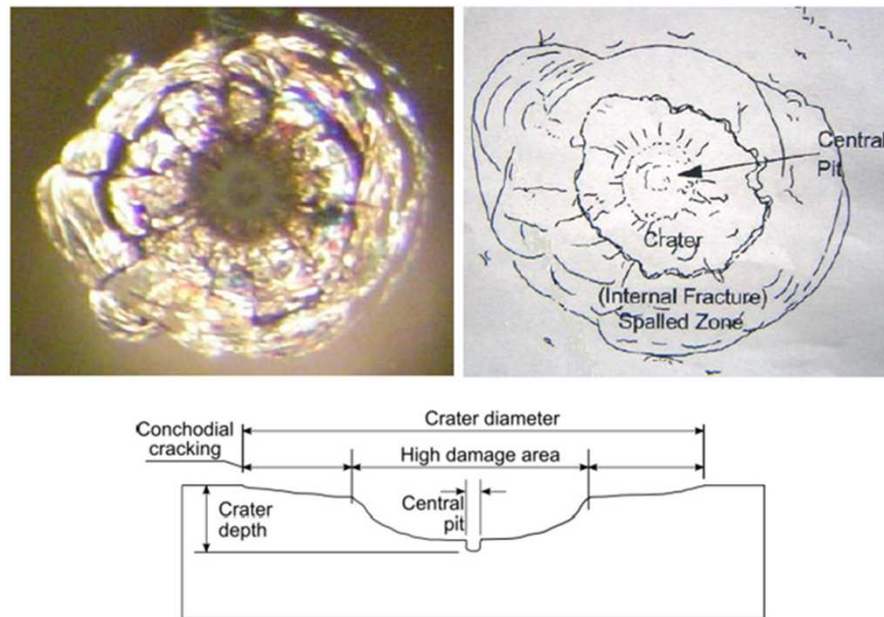 Central
Pit
Crater
(Internal Fracture)
Spalled Zone
Crater diameter
Conchodial
cracking
High damage area
Central
pit
Crater
depth